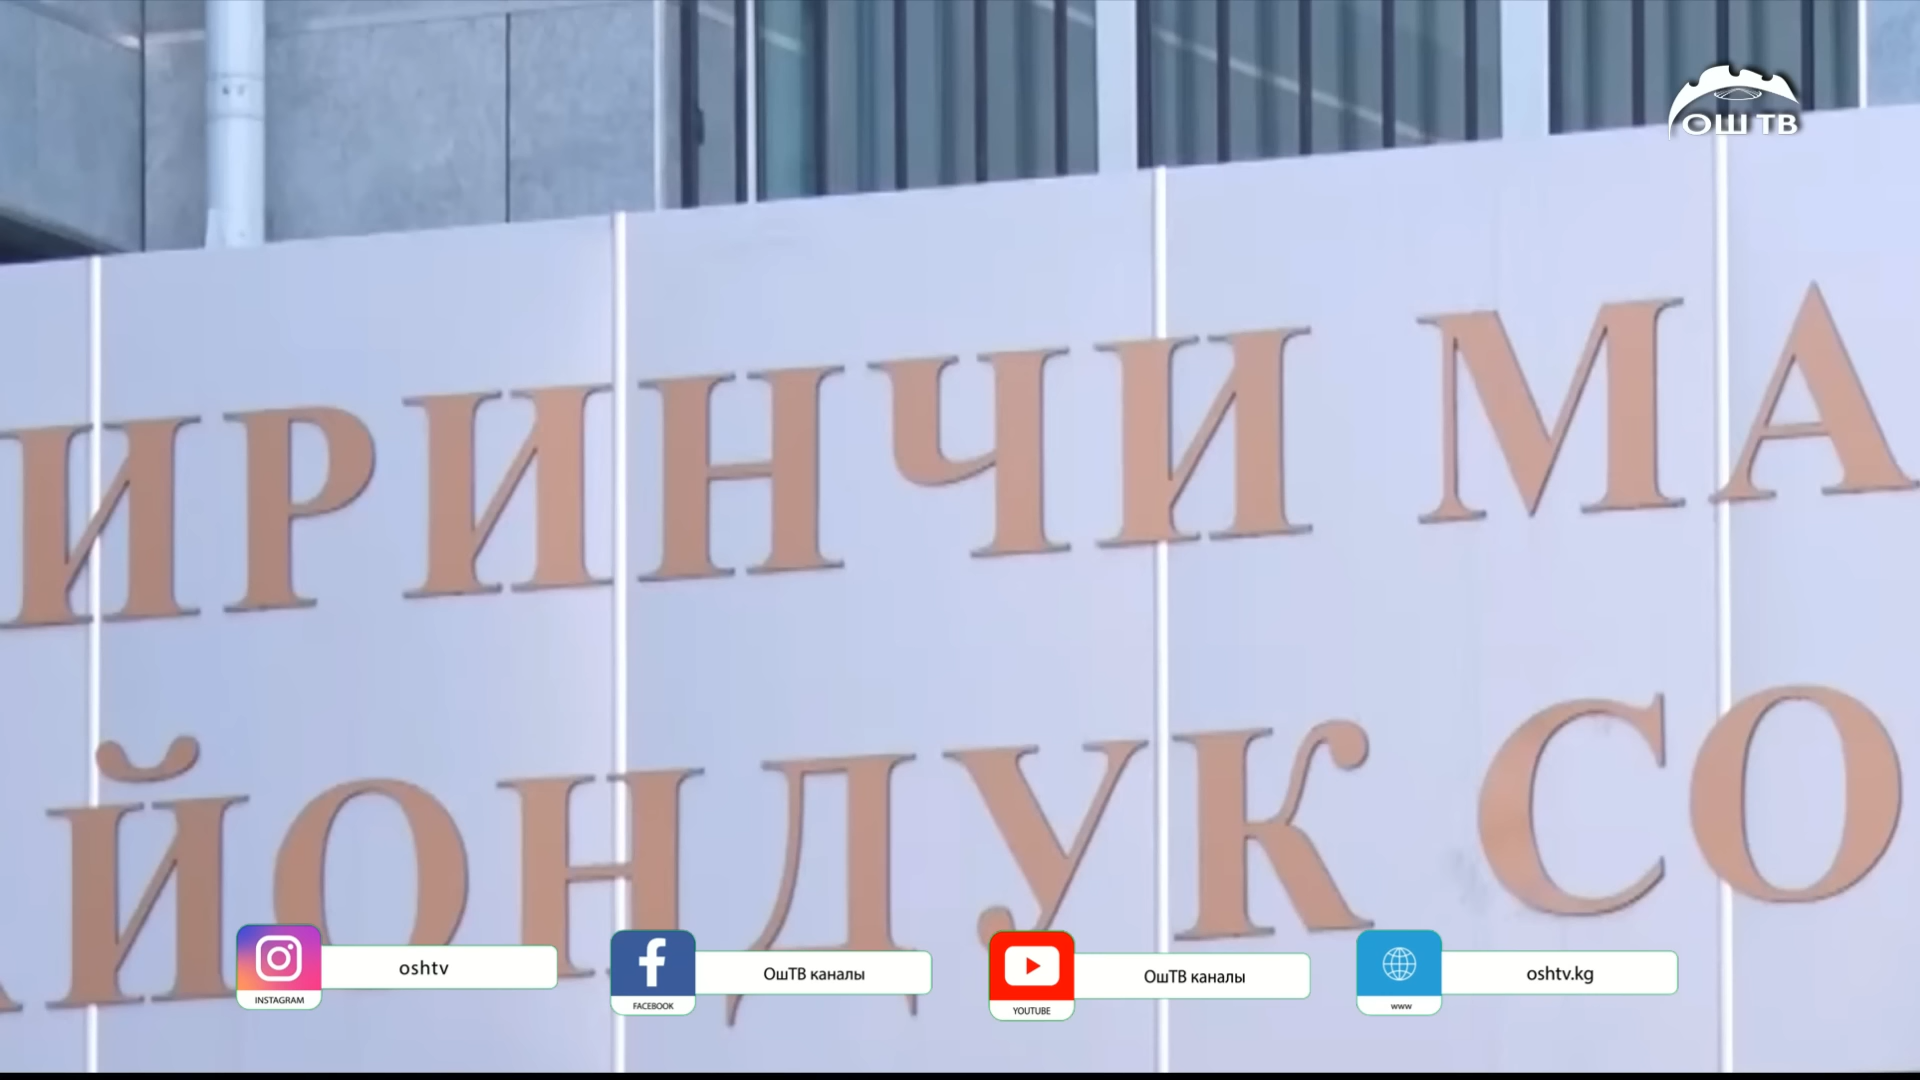 ОШ ТВ
ИРИНЧИ МА
АЙОНДУК СО
oshtv
INSTAGRAM
ОшТВ каналы
FACEBOOK
ОшТВ каналы
YOUTUBE
oshtv.kg
www